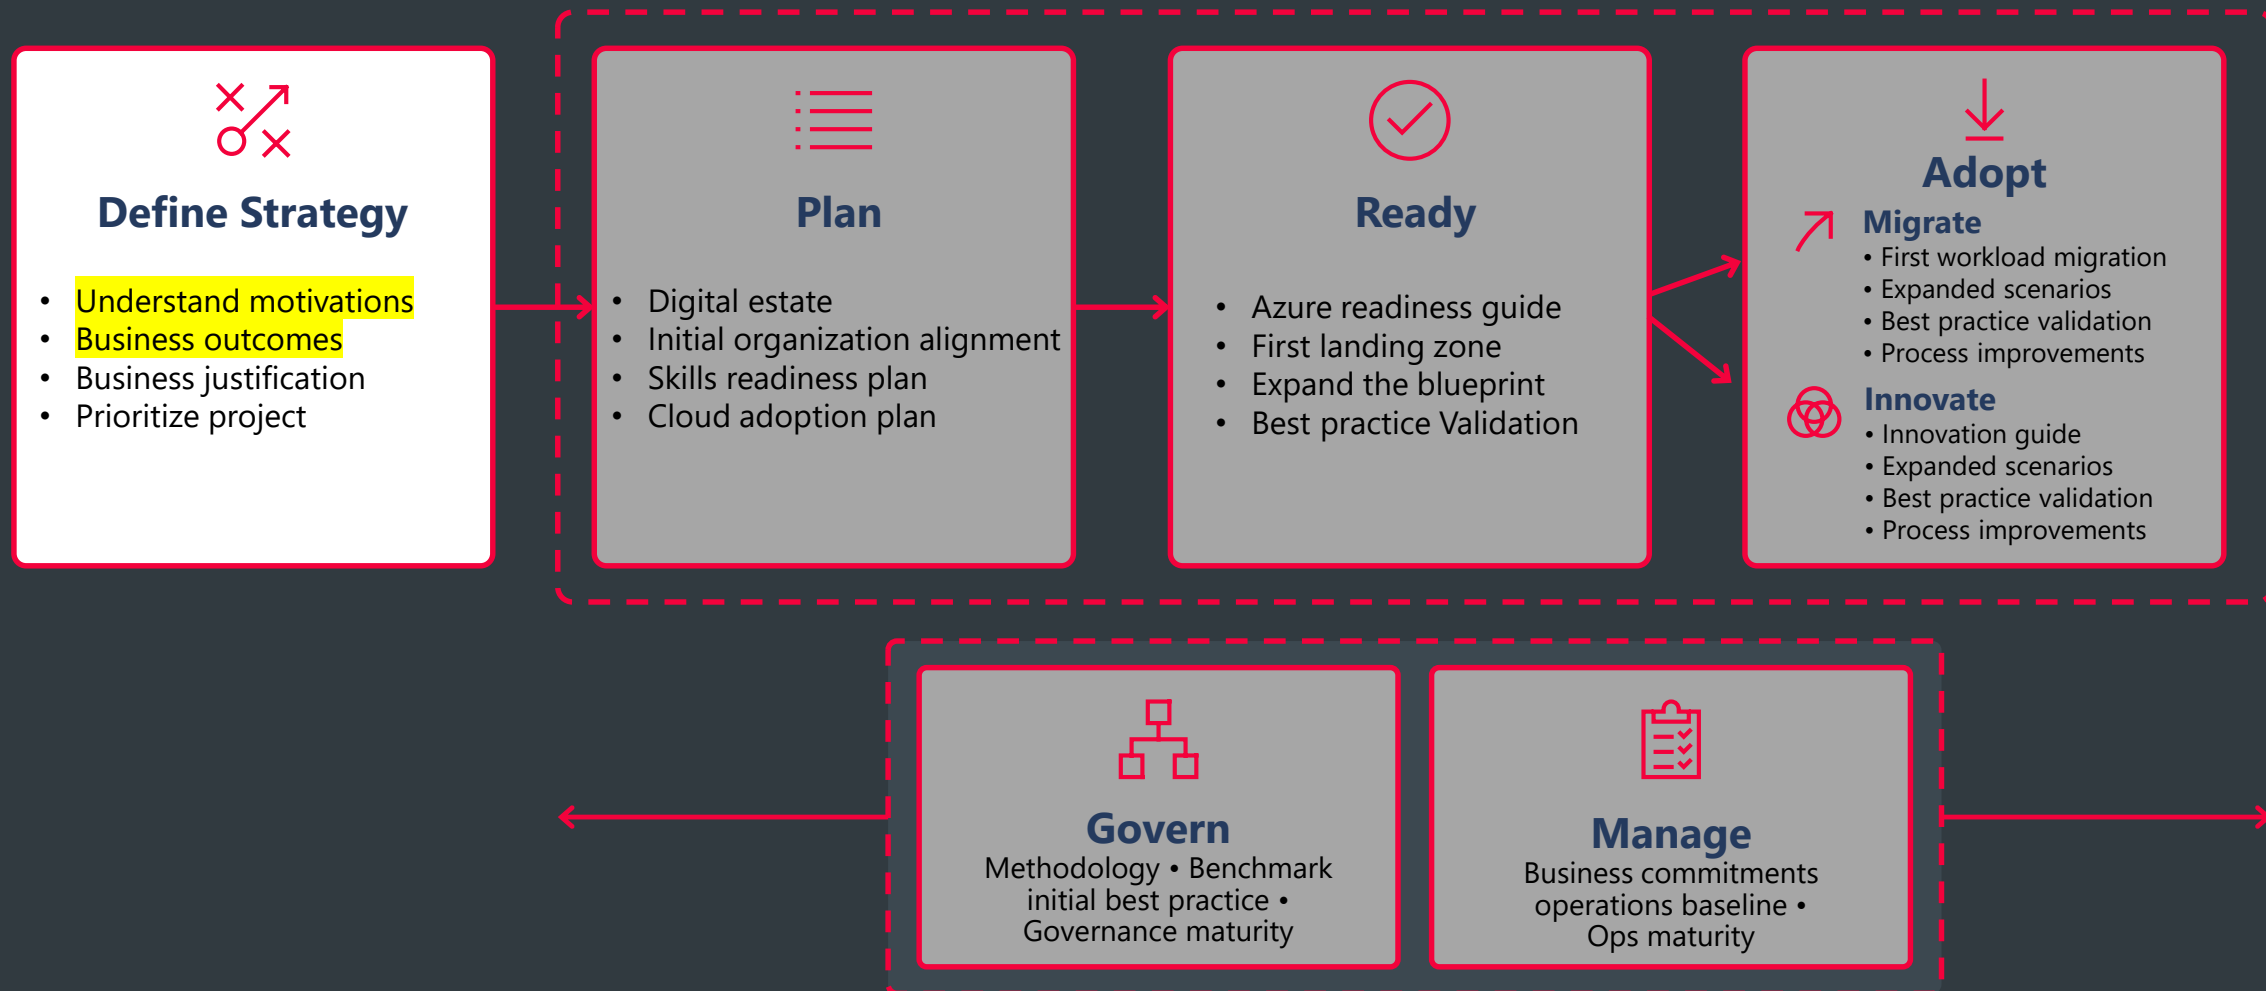 Define Strategy
• Understand motivations
• Business outcomes
• Business justification
• Prioritize project
Plan
• Digital estate
• Initial organization alignment
• Skills readiness plan
• Cloud adoption plan
Ready
• Azure readiness guide
• First landing zone
• Expand the blueprint
• Best practice Validation
Adopt
Migrate
• First workload migration
• Expanded scenarios
• Best practice validation
• Process improvements
Innovate
• Innovation guide
• Expanded scenarios
• Best practice validation
• Process improvements
Govern
Methodology • Benchmark
initial best practice •
Governance maturity
Manage
Business commitments
operations baseline •
Ops maturity